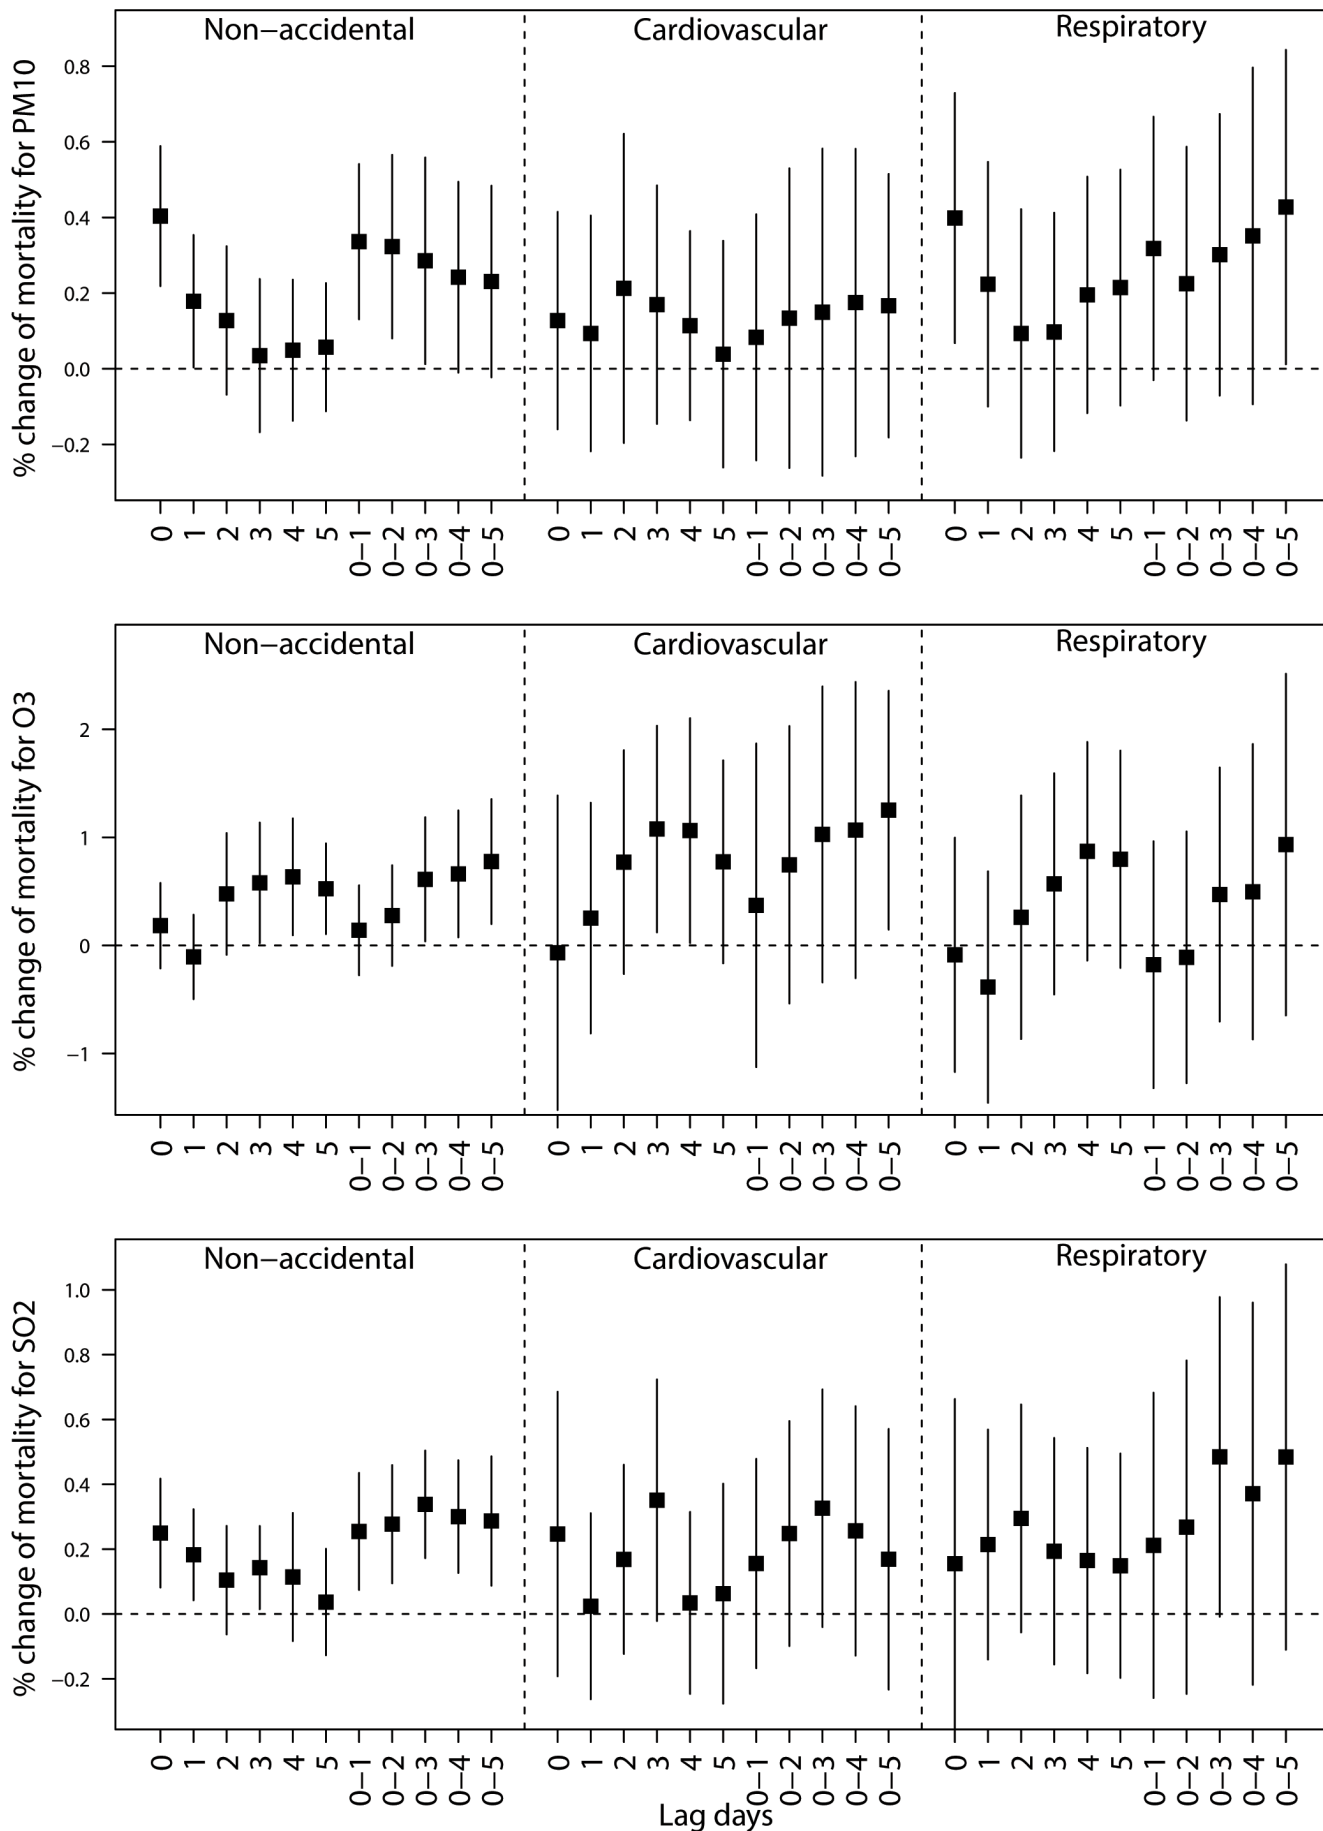 Non−accidental Cardiovascular Respiratory
% change of mortality for PM10
0.8
0.6
0.4
0.2
0.0
−0.2
0 1 2 3 4 5 0−1 0−2 0−3 0−4 0−5 0 1 2 3 4 5 0−1 0−2 0−3 0−4 0−5 0 1 2 3 4 5 0−1 0−2 0−3 0−4 0−5
Non−accidental Cardiovascular Respiratory
% change of mortality for O3
2
1
0
−1
0 1 2 3 4 5 0−1 0−2 0−3 0−4 0−5 0 1 2 3 4 5 0−1 0−2 0−3 0−4 0−5 0 1 2 3 4 5 0−1 0−2 0−3 0−4 0−5
Non−accidental Cardiovascular Respiratory
% change of mortality for SO2
1.0
0.8
0.6
0.4
0.2
0.0
−0.2
0 1 2 3 4 5 0−1 0−2 0−3 0−4 0−5 0 1 2 3 4 5 0−1 0−2 0−3 0−4 0−5 0 1 2 3 4 5 0−1 0−2 0−3 0−4 0−5
Lag days